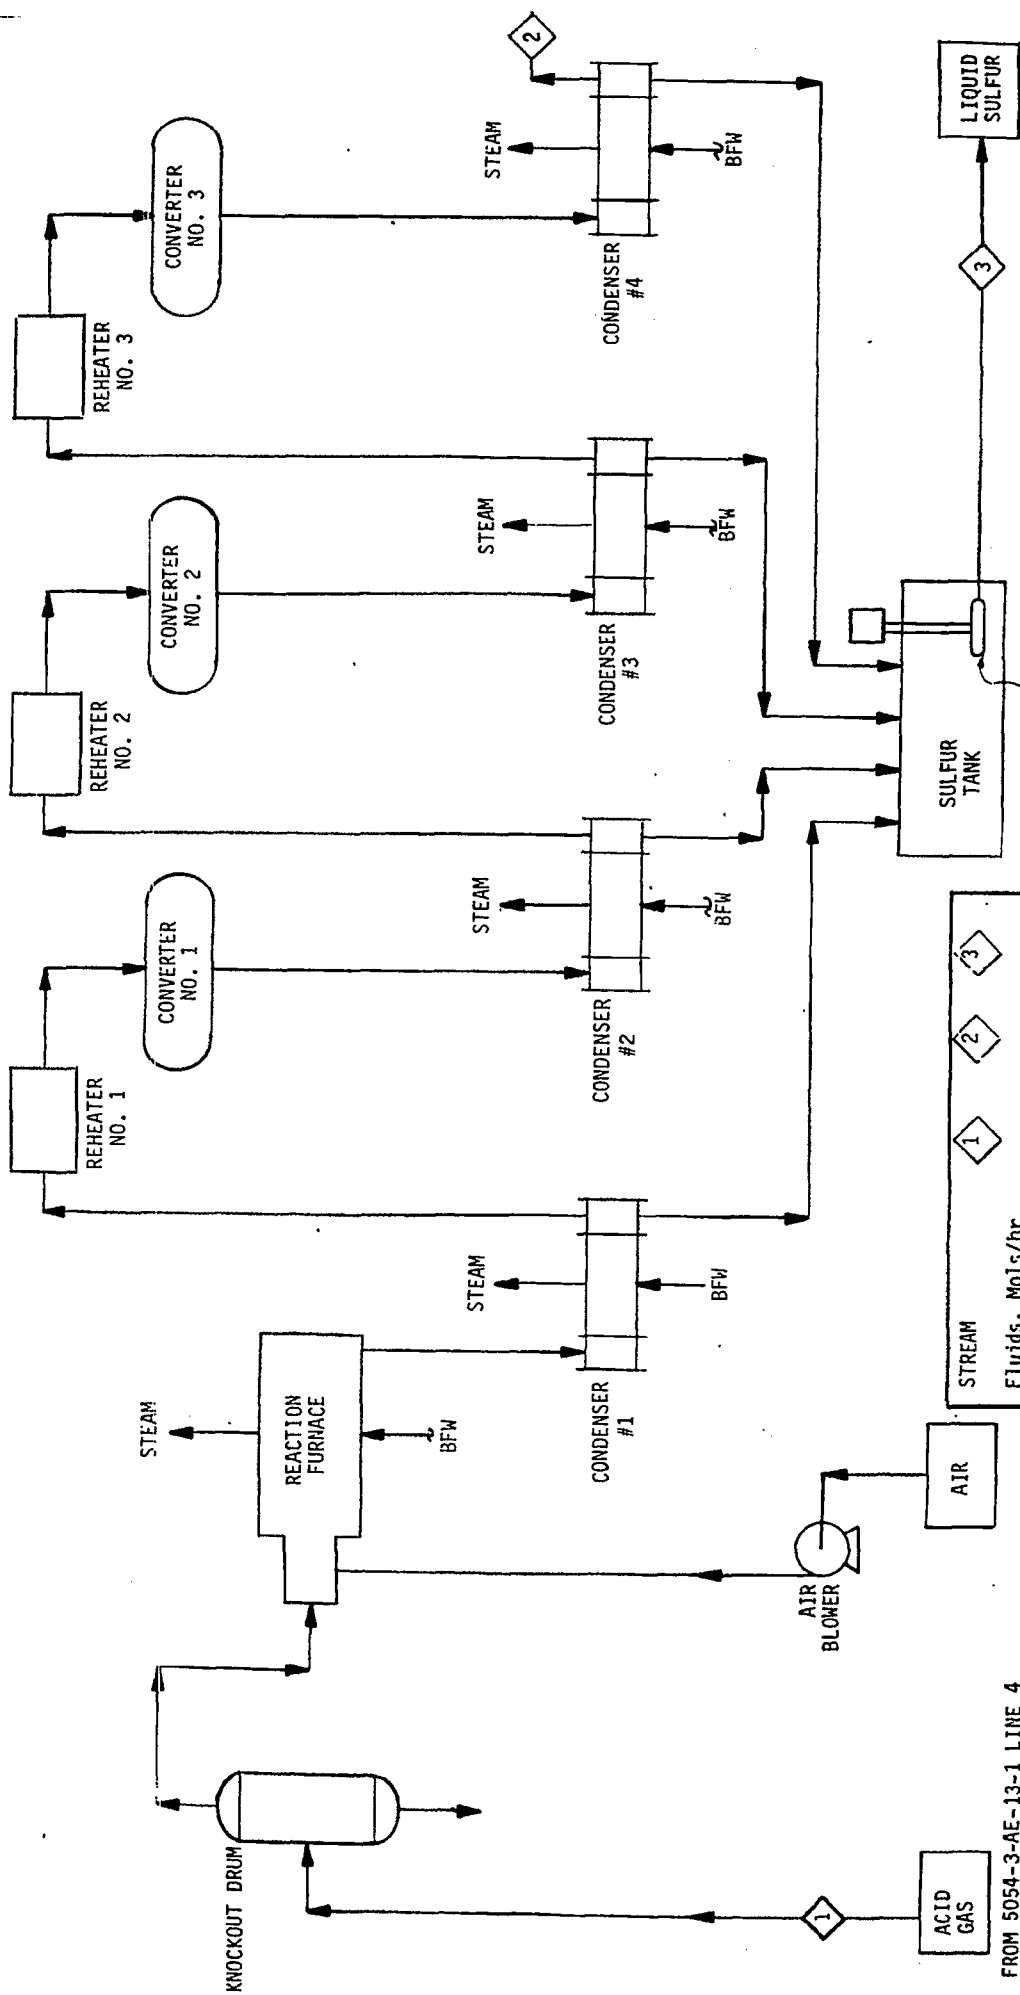 KNOCKOUT DRUM
ACID
GAS
1
FROM 5054-3-AE-13-1 LINE 4
AIR
AIR
BLOWER
STEAM
REACTION
FURNACE
BFW
STEAM
CONDENSER
#1
BFW
REHEATER
NO. 1
CONVERTER
NO. 1
STEAM
CONDENSER
#2
BFW
REHEATER
NO. 2
CONVERTER
NO. 2
STEAM
CONDENSER
#3
BFW
REHEATER
NO. 3
CONVERTER
NO. 3
STEAM
CONDENSER
#4
BFW
2
SULFUR
TANK
3
LIQUID
SULFUR
STREAM 1 2 3
Fluids, Mols/hr